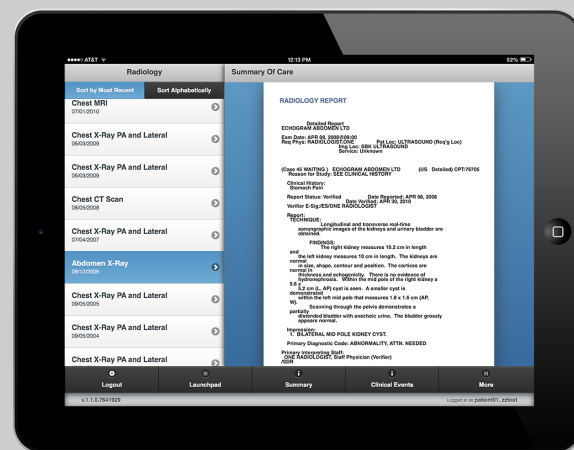 AT&T 12:13 PM 52%
Radiology
Summary Of Care
Sort by Most Recent Sort Alphabetically
Chest MRI
07/01/2010
Chest X-Ray PA and Lateral
06/03/2009
Chest X-Ray PA and Lateral
06/03/2009
Chest CT Scan
08/05/2008
Chest X-Ray PA and Lateral
07/04/2007
Abdomen X-Ray
08/12/2006
Chest X-Ray PA and Lateral
09/05/2005
Chest X-Ray PA and Lateral
09/05/2004
Chest X-Ray PA and Lateral
RADIOLOGY REPORT
Detailed Report
ECHOGRAM ABDOMEN LTD
Exm Date: APR 08, 2008@09:00
Req Phys: RADIOLOGIST,ONE Pat Loc: ULTRASOUND (Req'g Loc)
Img Loc: SBK ULTRASOUND
Service: Unknown
(Case 45 WAITING ) ECHOGRAM ABDOMEN LTD (US Detailed) CPT:76705
Reason for Study: SEE CLINICAL HISTORY
Clinical History:
Stomach Pain
Report Status: Verified Date Reported: APR 08, 2008
Date Verified: APR 30, 2010
Verifier E-Sig:/ES/ONE RADIOLOGIST
Report:
TECHNIQUE:
Longitudinal and transverse real-time
sonongraphic images of the kidneys and urinary bladder are
obtained.
FINDINGS:
The right kidney measures 10.2 cm in length
and
the left kidney measures 10 cm in length. The kidneys are
normal
in size, shape, contour and position. The cortices are
normal in
thickness and echogenicity. There is no evidence of
hydronephrosis. Within the mid pole of the right kidney a
5.6 x
5.2 cm (L, AP) cyst is seen. A smaller cyst is
demonstrated
within the left mid pole that measures 1.8 x 1.6 cm (AP,
W).
Scanning through the pelvis demonstrates a
partially
distended bladder with anechoic urine. The bladder grossly
appears normal.
Impression:
1. BILATERAL MID POLE KIDNEY CYST.
Primary Diagnostic Code: ABNORMALITY, ATTN. NEEDED
Primary Interpreting Staff:
ONE RADIOLOGIST, Staff Physician (Verifier)
/SDR
Logout Launchpad Summary Clinical Events More
v.1.1.0.7641929
Logged in as patient01, zztest